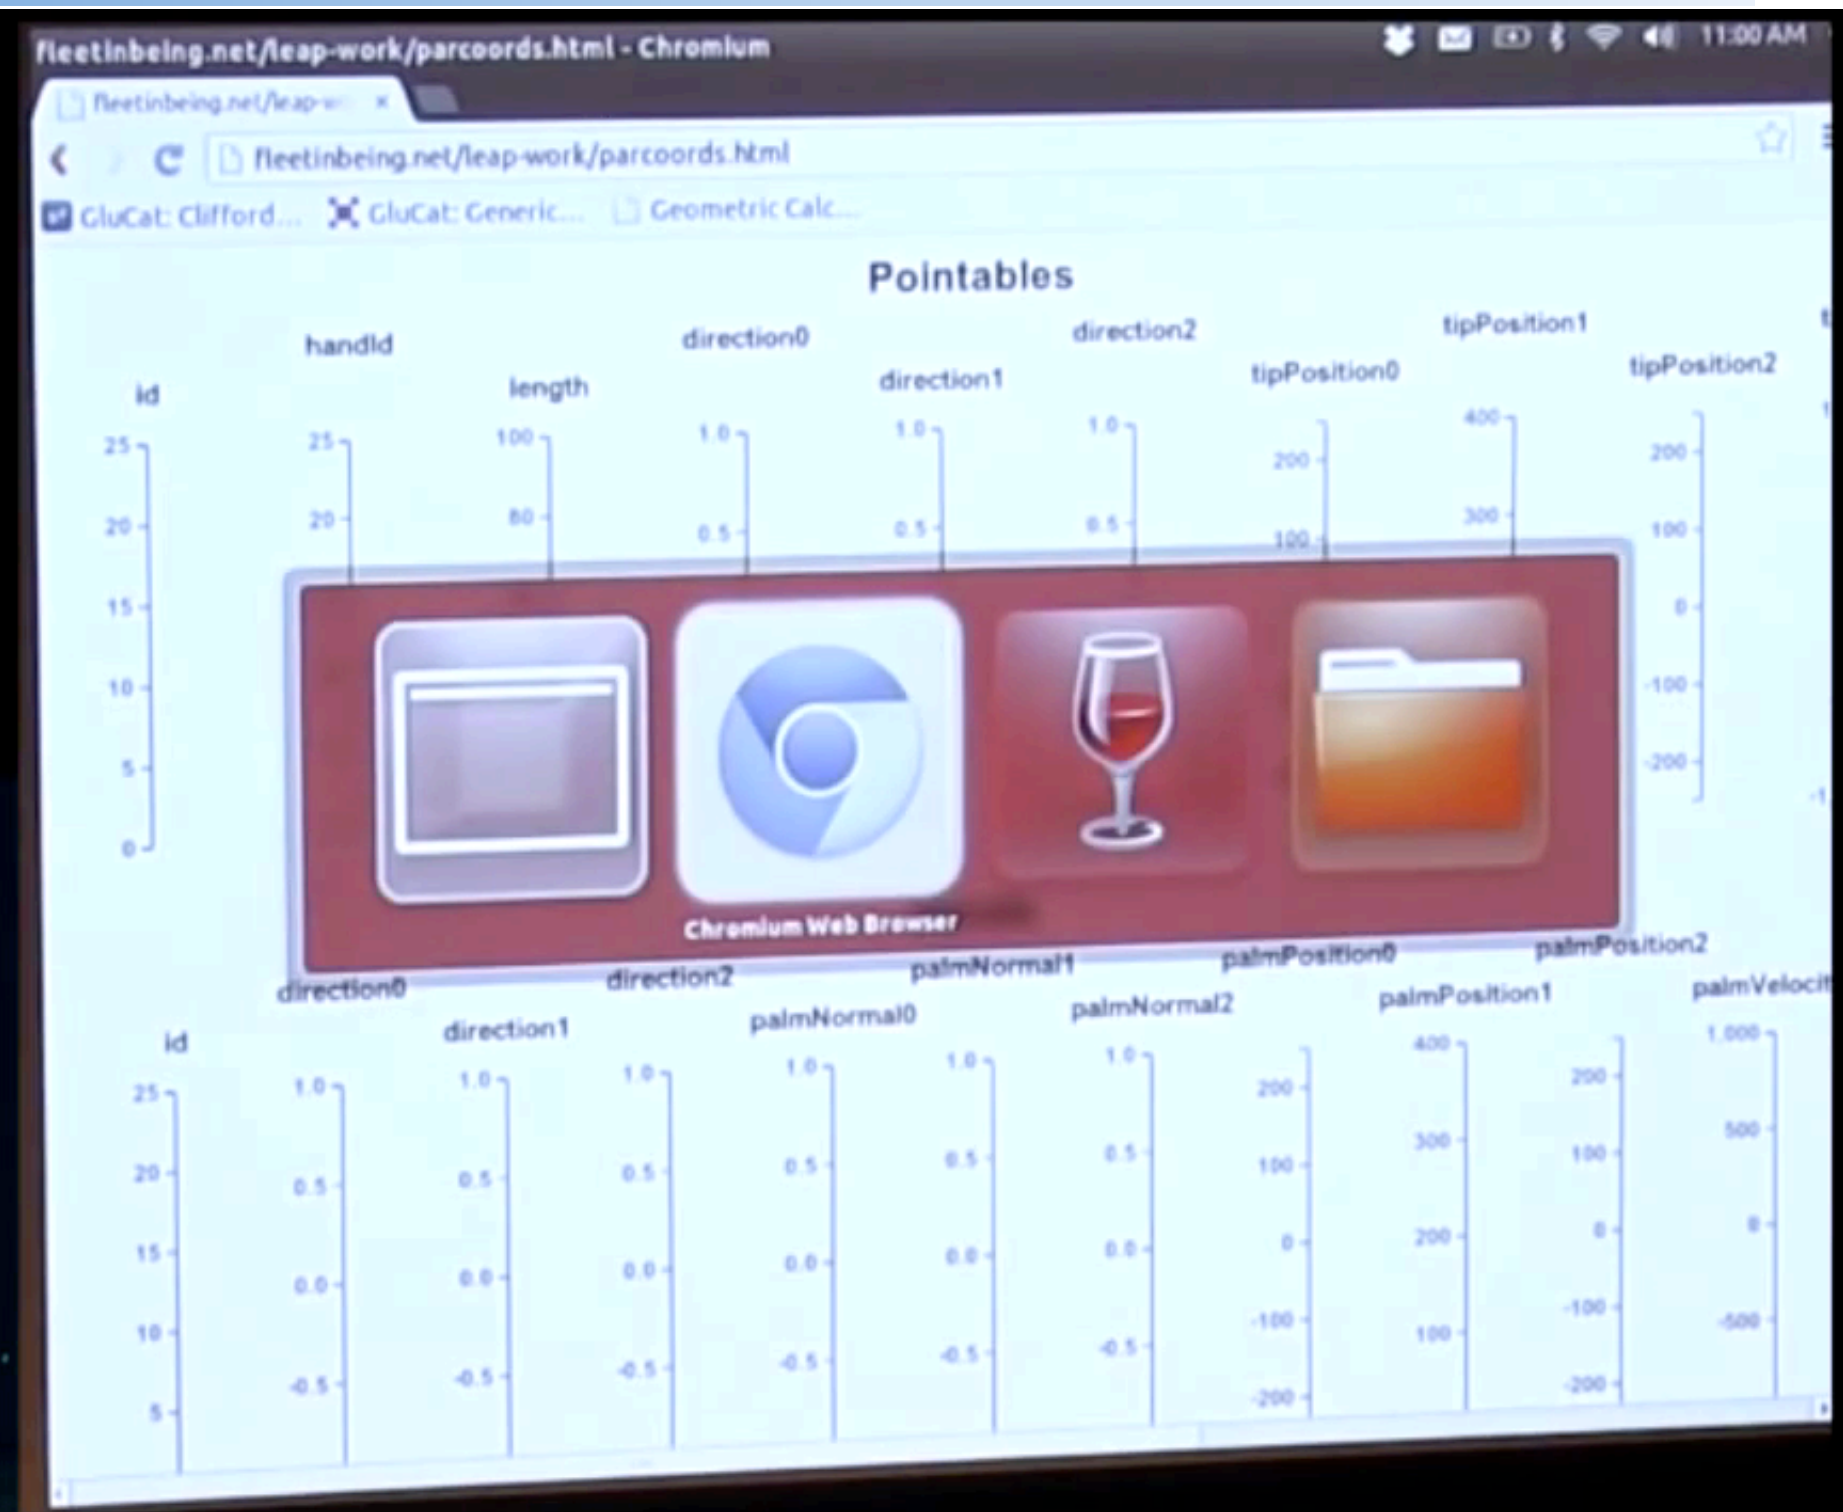 fleetinbeing.net/leap-work/parcoords.html - Chromium 11:00 AM
fleetinbeing.net/leap-w
fleetinbeing.net/leap-work/parcoords.html
GluCat: Clifford... GluCat: Generic... Geometric Calc...
Pointables
handId direction0 direction2 tipPosition1
id length direction1 tipPosition0 tipPosition2
25 25 100 1.0 1.0 1.0 400
200 200
20 20 80 0.5 0.5 0.5 100 300 100
15 0
10 -100
5 -200
0 -1
Chromium Web Browser
direction0 direction2 palmNormal1 palmPosition0 palmPosition2
id direction1 palmNormal0 palmNormal2 palmPosition1 palmVelocit
25 1.0 1.0 1.0 1.0 1.0 1.0 200 400 200 1,000
20 0.5 0.5 0.5 0.5 0.5 0.5 100 300 100 500
15 0.0 0.0 0.0 0.0 0.0 0.0 0 200 0 0
10 -0.5 -0.5 -0.5 -0.5 -0.5 -0.5 -100 100 -100 -500
5 -200 -200